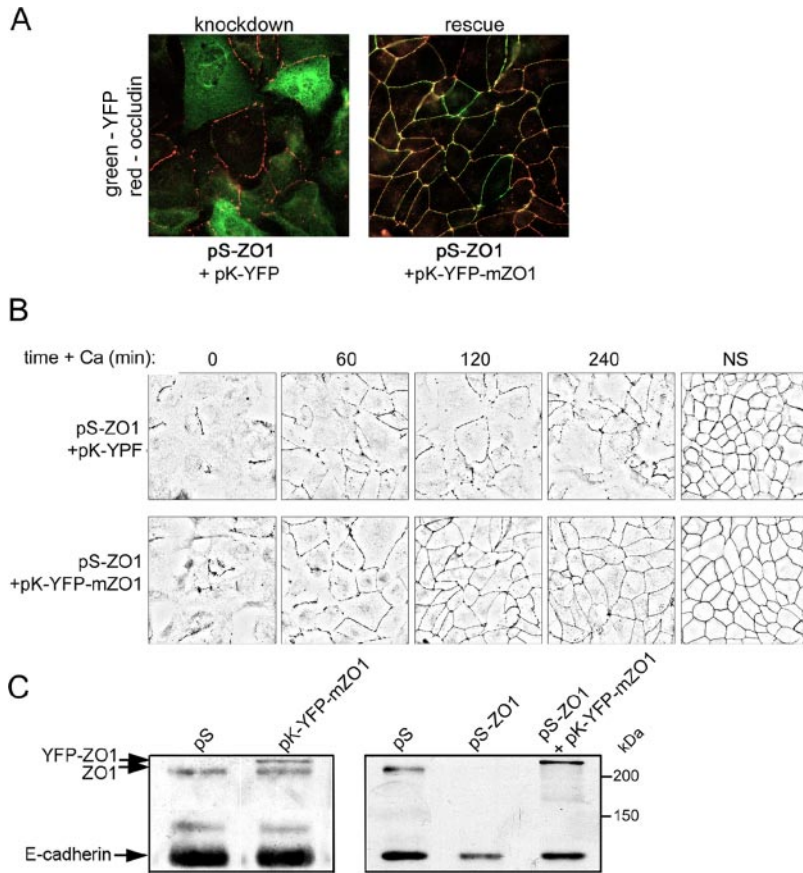 A
knockdown
rescue
green - YFP
red - occludin
pS-ZO1
+ pK-YFP
pS-ZO1
+pK-YFP-mZO1
B
time + Ca (min): 0 60 120 240 NS
pS-ZO1
+pK-YPF
pS-ZO1
+pK-YFP-mZO1
C
pS
pK-YFP-mZO1
pS
pS-ZO1
pS-ZO1
+ pK-YFP-mZO1
kDa
YFP-ZO1
ZO1
200
150
E-cadherin